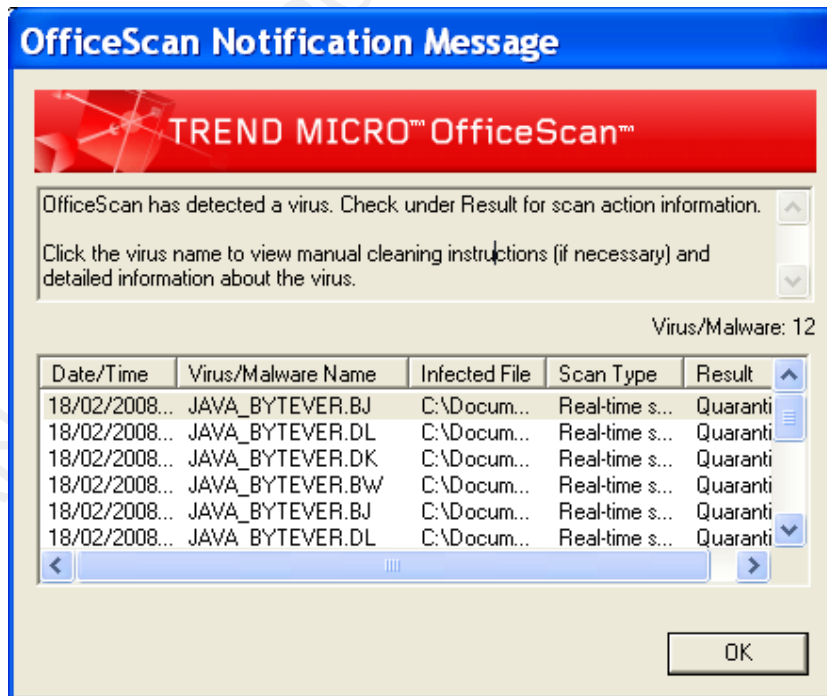 OfficeScan Notification Message
TREND MICRO™ OfficeScan™
OfficeScan has detected a virus. Check under Result for scan action information.
Click the virus name to view manual cleaning instructions (if necessary) and
detailed information about the virus.
Virus/Malware: 12
Date/Time Virus/Malware Name Infected File Scan Type Result
18/02/2008... JAVA_BYTEVER.BJ C:\Docum... Real-time s... Quaranti
18/02/2008... JAVA_BYTEVER.DL C:\Docum... Real-time s... Quaranti
18/02/2008... JAVA_BYTEVER.DK C:\Docum... Real-time s... Quaranti
18/02/2008... JAVA_BYTEVER.BW C:\Docum... Real-time s... Quaranti
18/02/2008... JAVA_BYTEVER.BJ C:\Docum... Real-time s... Quaranti
18/02/2008... JAVA_BYTEVER.DL C:\Docum... Real-time s... Quaranti
OK